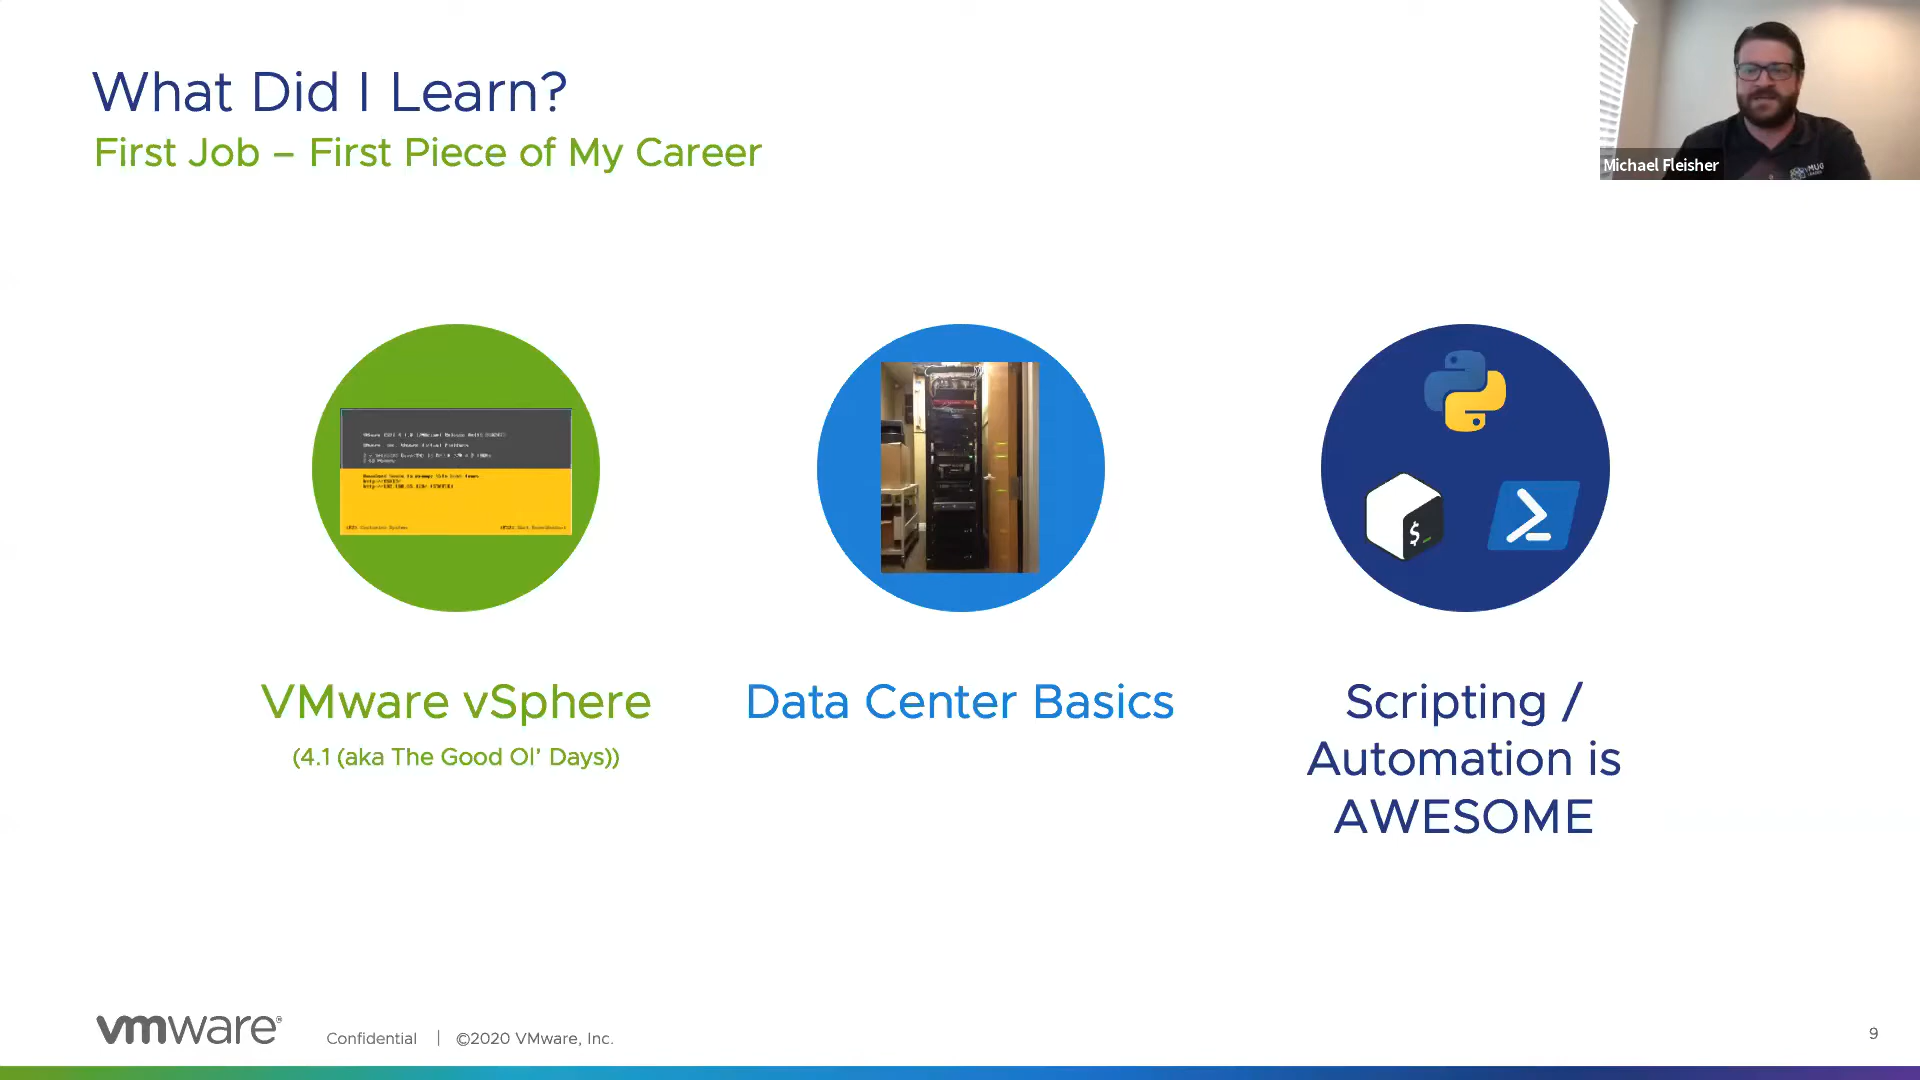 What Did I Learn?
First Job – First Piece of My Career
Michael Fleisher
VMware vSphere
(4.1 (aka The Good Ol' Days))
Data Center Basics
$_
Scripting /
Automation is
AWESOME
vmware®
Confidential | ©2020 VMware, Inc.
9